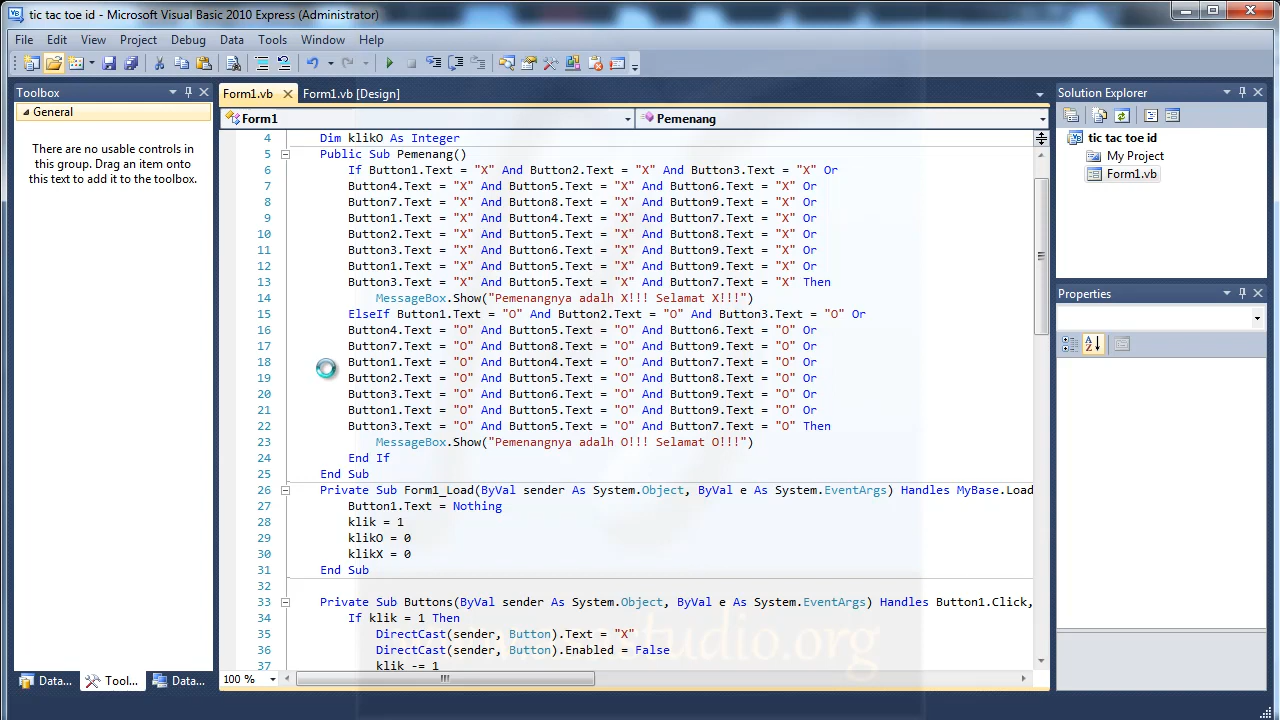 tic tac toe id - Microsoft Visual Basic 2010 Express (Administrator)
File Edit View Project Debug Data Tools Window Help
Toolbox
Form1.vb
Form1.vb [Design]
Solution Explorer
General
Form1
Pemenang
There are no usable controls in
this group. Drag an item onto
this text to add it to the toolbox.
tic tac toe id
My Project
Form1.vb
Properties
4 Dim klikO As Integer
5 Public Sub Pemenang()
6 If Button1.Text = "X" And Button2.Text = "X" And Button3.Text = "X" Or
7 Button4.Text = "X" And Button5.Text = "X" And Button6.Text = "X" Or
8 Button7.Text = "X" And Button8.Text = "X" And Button9.Text = "X" Or
9 Button1.Text = "X" And Button4.Text = "X" And Button7.Text = "X" Or
10 Button2.Text = "X" And Button5.Text = "X" And Button8.Text = "X" Or
11 Button3.Text = "X" And Button6.Text = "X" And Button9.Text = "X" Or
12 Button1.Text = "X" And Button5.Text = "X" And Button9.Text = "X" Or
13 Button3.Text = "X" And Button5.Text = "X" And Button7.Text = "X" Then
14 MessageBox.Show("Pemenangnya adalh X!!! Selamat X!!!")
15 ElseIf Button1.Text = "O" And Button2.Text = "O" And Button3.Text = "O" Or
16 Button4.Text = "O" And Button5.Text = "O" And Button6.Text = "O" Or
17 Button7.Text = "O" And Button8.Text = "O" And Button9.Text = "O" Or
18 Button1.Text = "O" And Button4.Text = "O" And Button7.Text = "O" Or
19 Button2.Text = "O" And Button5.Text = "O" And Button8.Text = "O" Or
20 Button3.Text = "O" And Button6.Text = "O" And Button9.Text = "O" Or
21 Button1.Text = "O" And Button5.Text = "O" And Button9.Text = "O" Or
22 Button3.Text = "O" And Button5.Text = "O" And Button7.Text = "O" Then
23 MessageBox.Show("Pemenangnya adalh O!!! Selamat O!!!")
24 End If
25 End Sub
26 Private Sub Form1_Load(ByVal sender As System.Object, ByVal e As System.EventArgs) Handles MyBase.Load
27 Button1.Text = Nothing
28 klik = 1
29 klikO = 0
30 klikX = 0
31 End Sub
32
33 Private Sub Buttons(ByVal sender As System.Object, ByVal e As System.EventArgs) Handles Button1.Click,
34 If klik = 1 Then
35 DirectCast(sender, Button).Text = "X"
36 DirectCast(sender, Button).Enabled = False
37 klik -= 1
100 %
Data... Tool... Data...